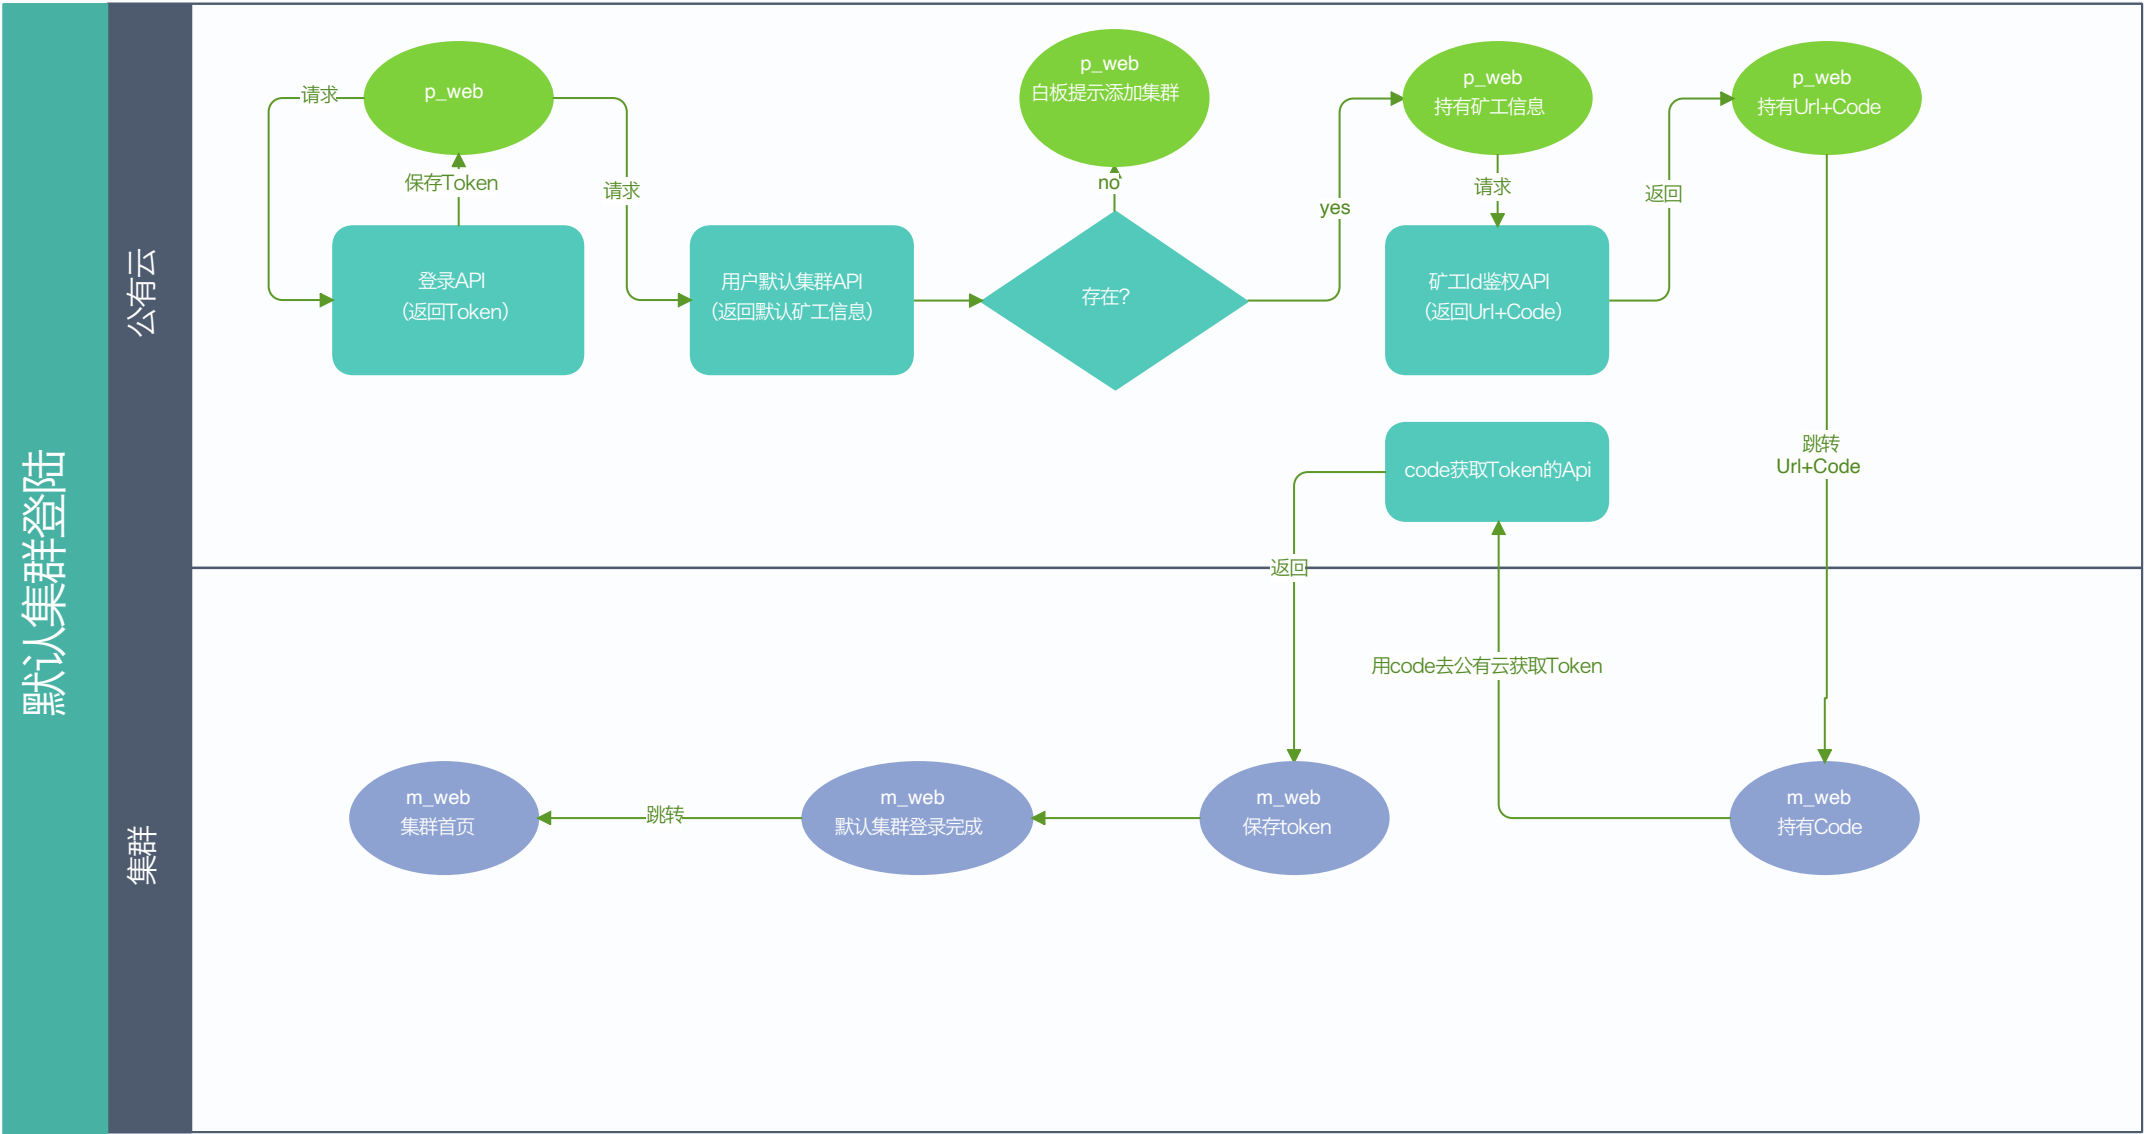 默认集群登陆
公有云
请求
p_web
保存Token
登录API
（返回Token）
请求
用户默认集群API
（返回默认矿工信息）
p_web
白板提示添加集群
no
存在?
yes
p_web
持有矿工信息
请求
矿工Id鉴权API
（返回Url+Code）
返回
p_web
持有Url+Code
跳转
Url+Code
code获取Token的Api
返回
用code去公有云获取Token
集群
m_web
集群首页
跳转
m_web
默认集群登录完成
m_web
保存token
m_web
持有Code